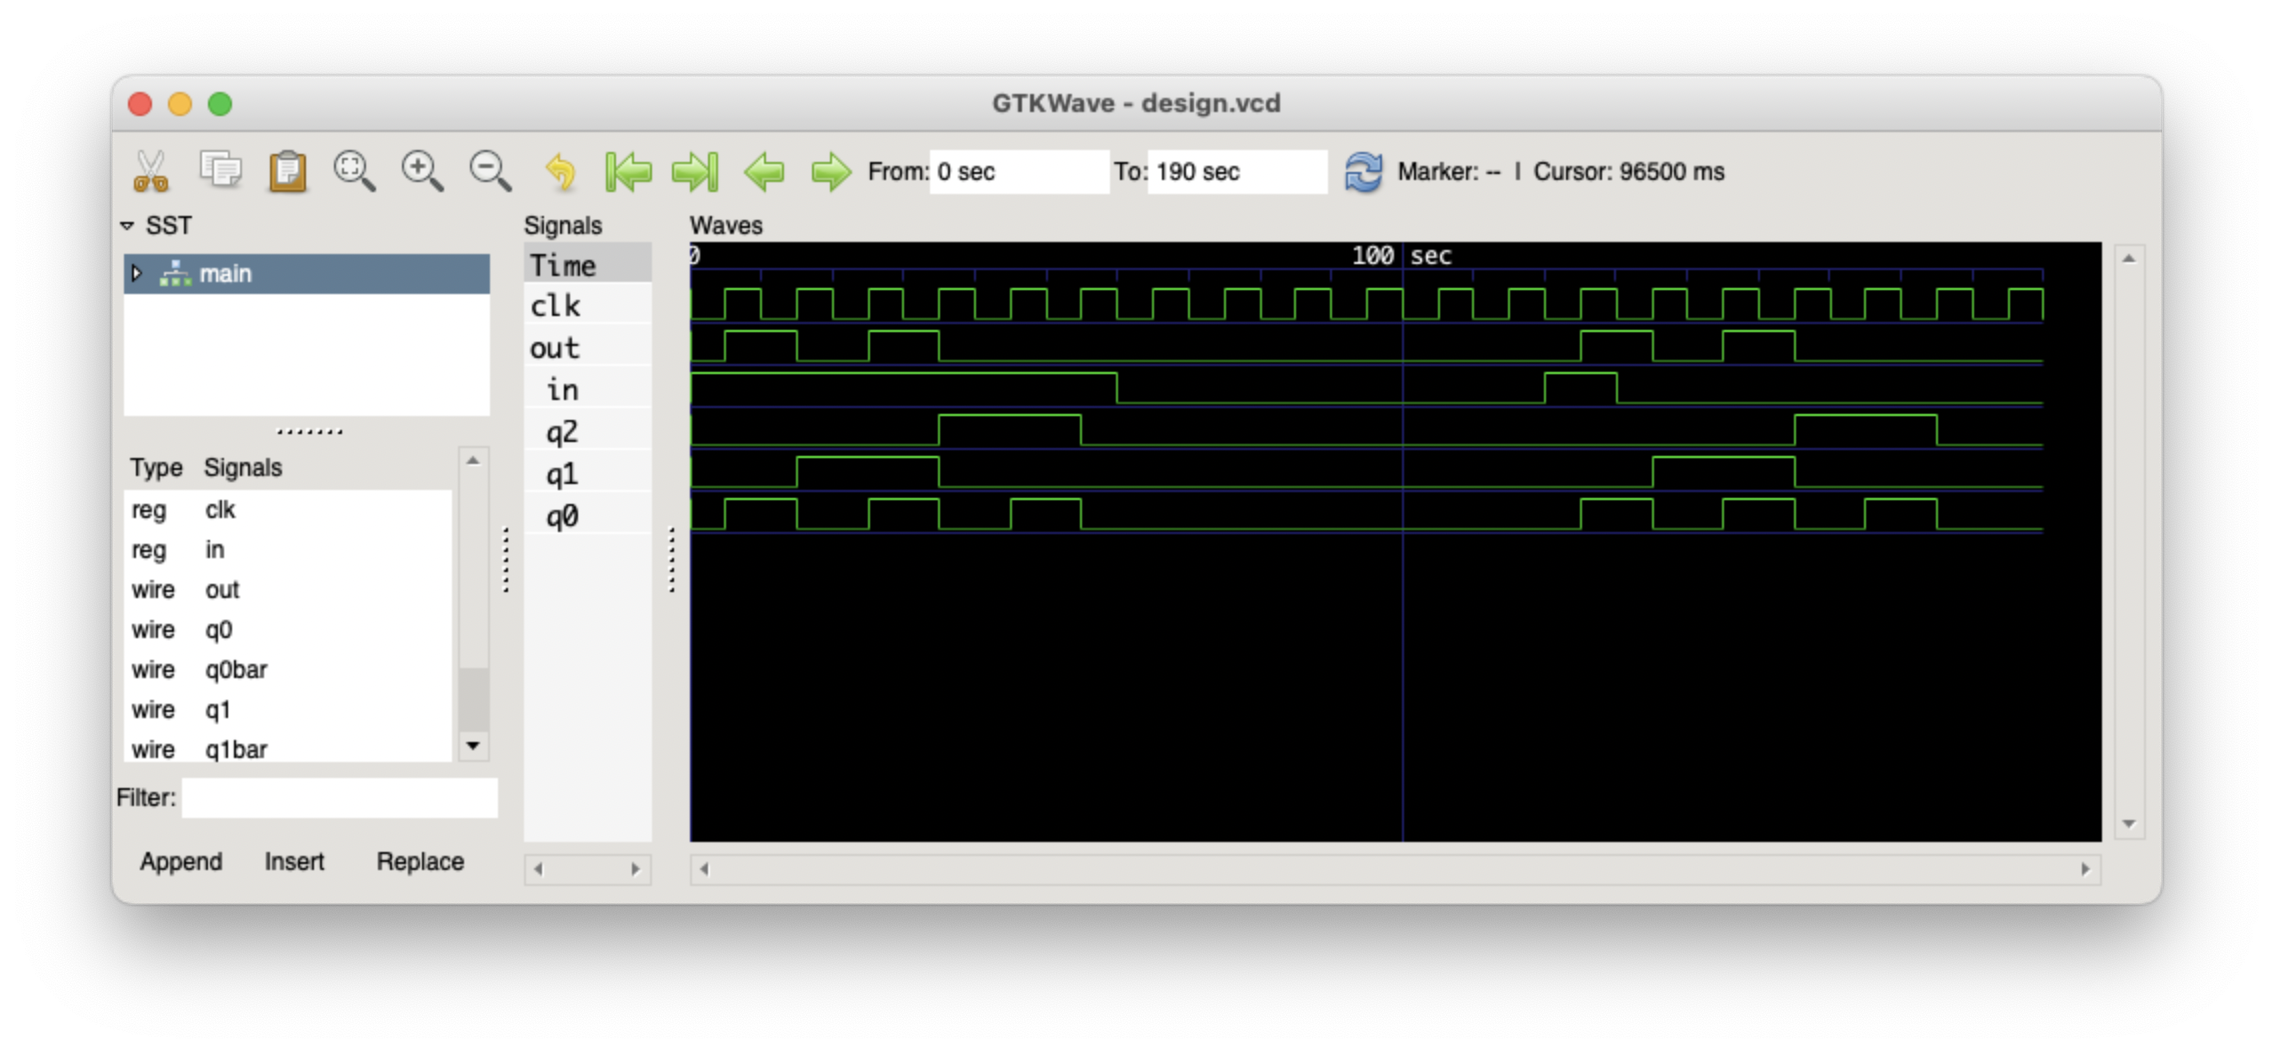 GTKWave - design.vcd
From: 0 sec To: 190 sec Marker: -- | Cursor: 96500 ms
SST
main
Type Signals
reg clk
reg in
wire out
wire q0
wire q0bar
wire q1
wire q1bar
Filter:
Append Insert Replace
Signals
Time
clk
out
in
q2
q1
q0
Waves
0 100 sec